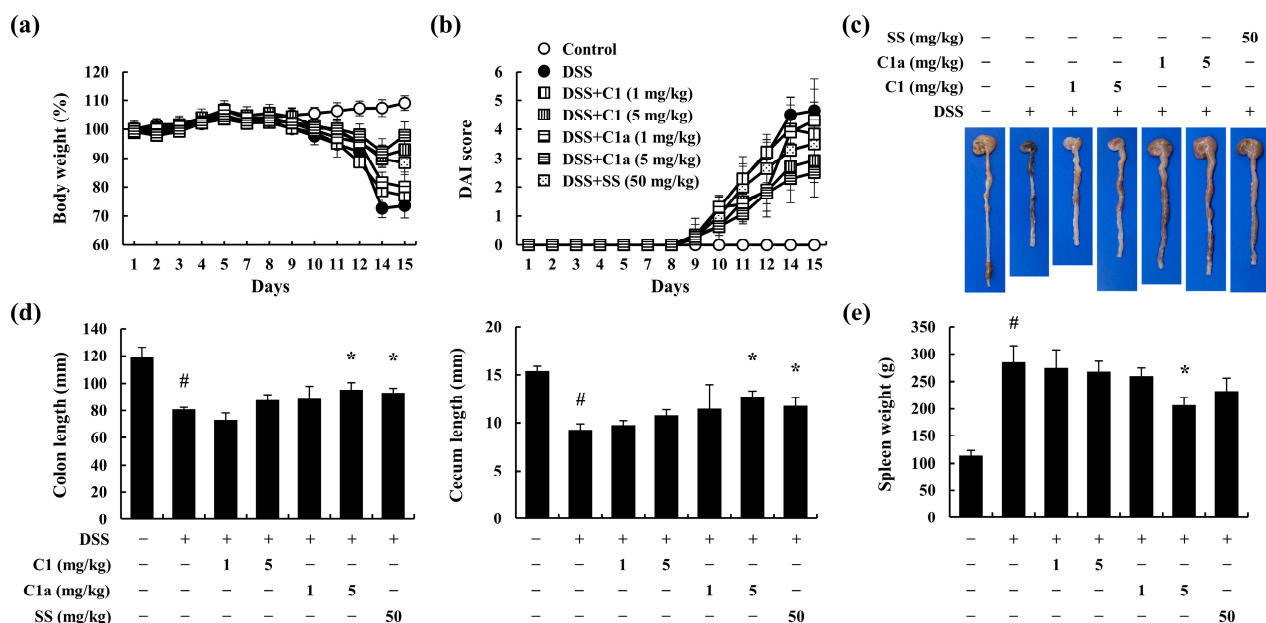 (a)
Body weight (%)
120
110
100
90
80
70
60
1 2 3 4 5 7 8 9 10 11 12 14 15
Days
(b)
DAI score
7
6
5
4
3
2
1
0
1 2 3 4 5 7 8 9 10 11 12 14 15
Days
Control
DSS
DSS+C1 (1 mg/kg)
DSS+C1 (5 mg/kg)
DSS+C1a (1 mg/kg)
DSS+C1a (5 mg/kg)
DSS+SS (50 mg/kg)
(c)
SS (mg/kg) – – – – – – 50
C1a (mg/kg) – – – – 1 5 –
C1 (mg/kg) – – 1 5 – – –
DSS – + + + + + +
(d)
Colon length (mm)
140
120
100
80
60
40
20
0
#
*
*
DSS – + + + + + +
C1 (mg/kg) – – 1 5 – – –
C1a (mg/kg) – – – – 1 5 –
SS (mg/kg) – – – – – – 50
Cecum length (mm)
20
15
10
5
0
#
*
*
– + + + + + +
– – 1 5 – – –
– – – – 1 5 –
– – – – – – 50
(e)
Spleen weight (g)
350
300
250
200
150
100
50
0
#
*
– + + + + + +
– – 1 5 – – –
– – – – 1 5 –
– – – – – – 50